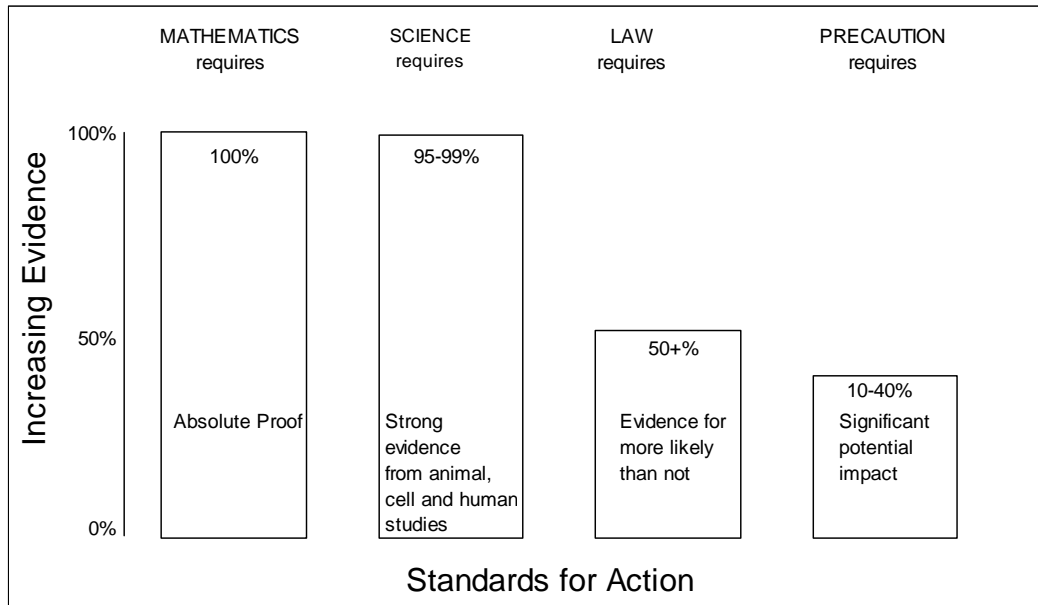 MATHEMATICS
requires
SCIENCE
requires
LAW
requires
PRECAUTION
requires
Increasing Evidence
100%
50%
0%
100%
Absolute Proof
95-99%
Strong
evidence
from animal,
cell and human
studies
50+%
Evidence for
more likely
than not
10-40%
Significant
potential
impact
Standards for Action